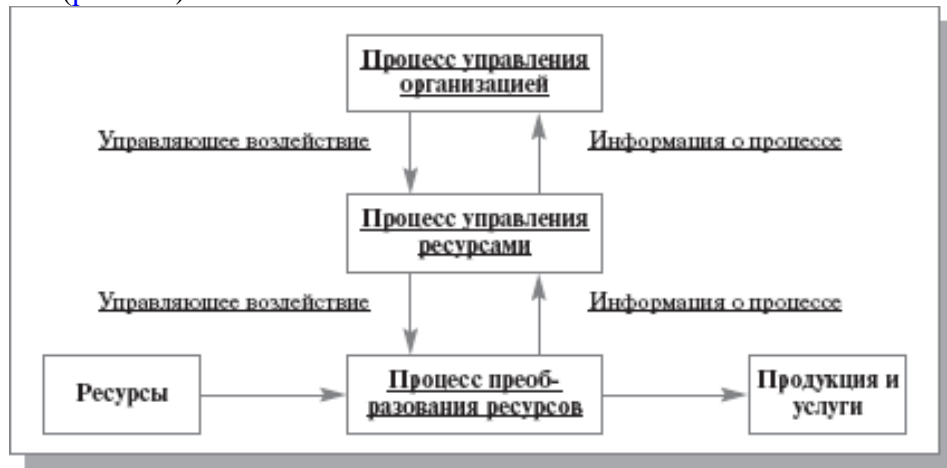 Процесс управления
организацией
Управляющее воздействие
Информация о процессе
Процесс управления
ресурсами
Управляющее воздействие
Информация о процессе
Ресурсы
Процесс преоб-
разования ресурсов
Продукция и
услуги